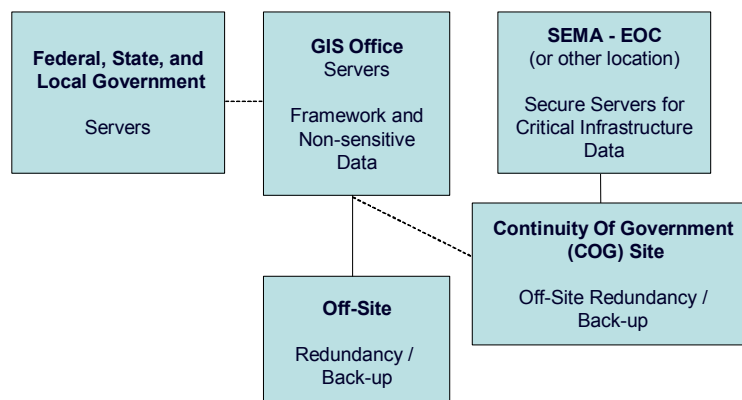 Federal, State, and
Local Government
Servers
GIS Office
Servers
Framework and
Non-sensitive
Data
SEMA - EOC
(or other location)
Secure Servers for
Critical Infrastructure
Data
Off-Site
Redundancy /
Back-up
Continuity Of Government
(COG) Site
Off-Site Redundancy /
Back-up